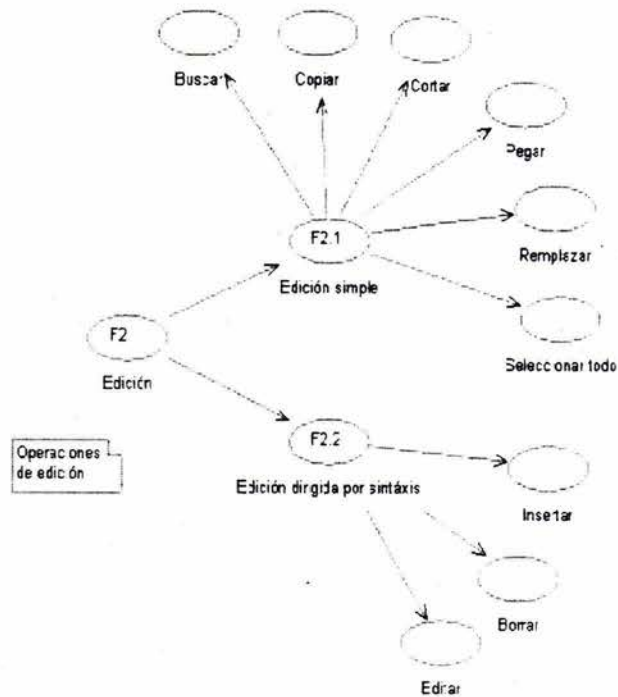 Buscar
Copiar
Cortar
Pegar
F2.1
Remplazar
Edición simple
F2
Seleccionar todo
Edición
F2.2
Operaciones
de edición
Edición dirigida por sintáxis
Insertar
Borrar
Editar